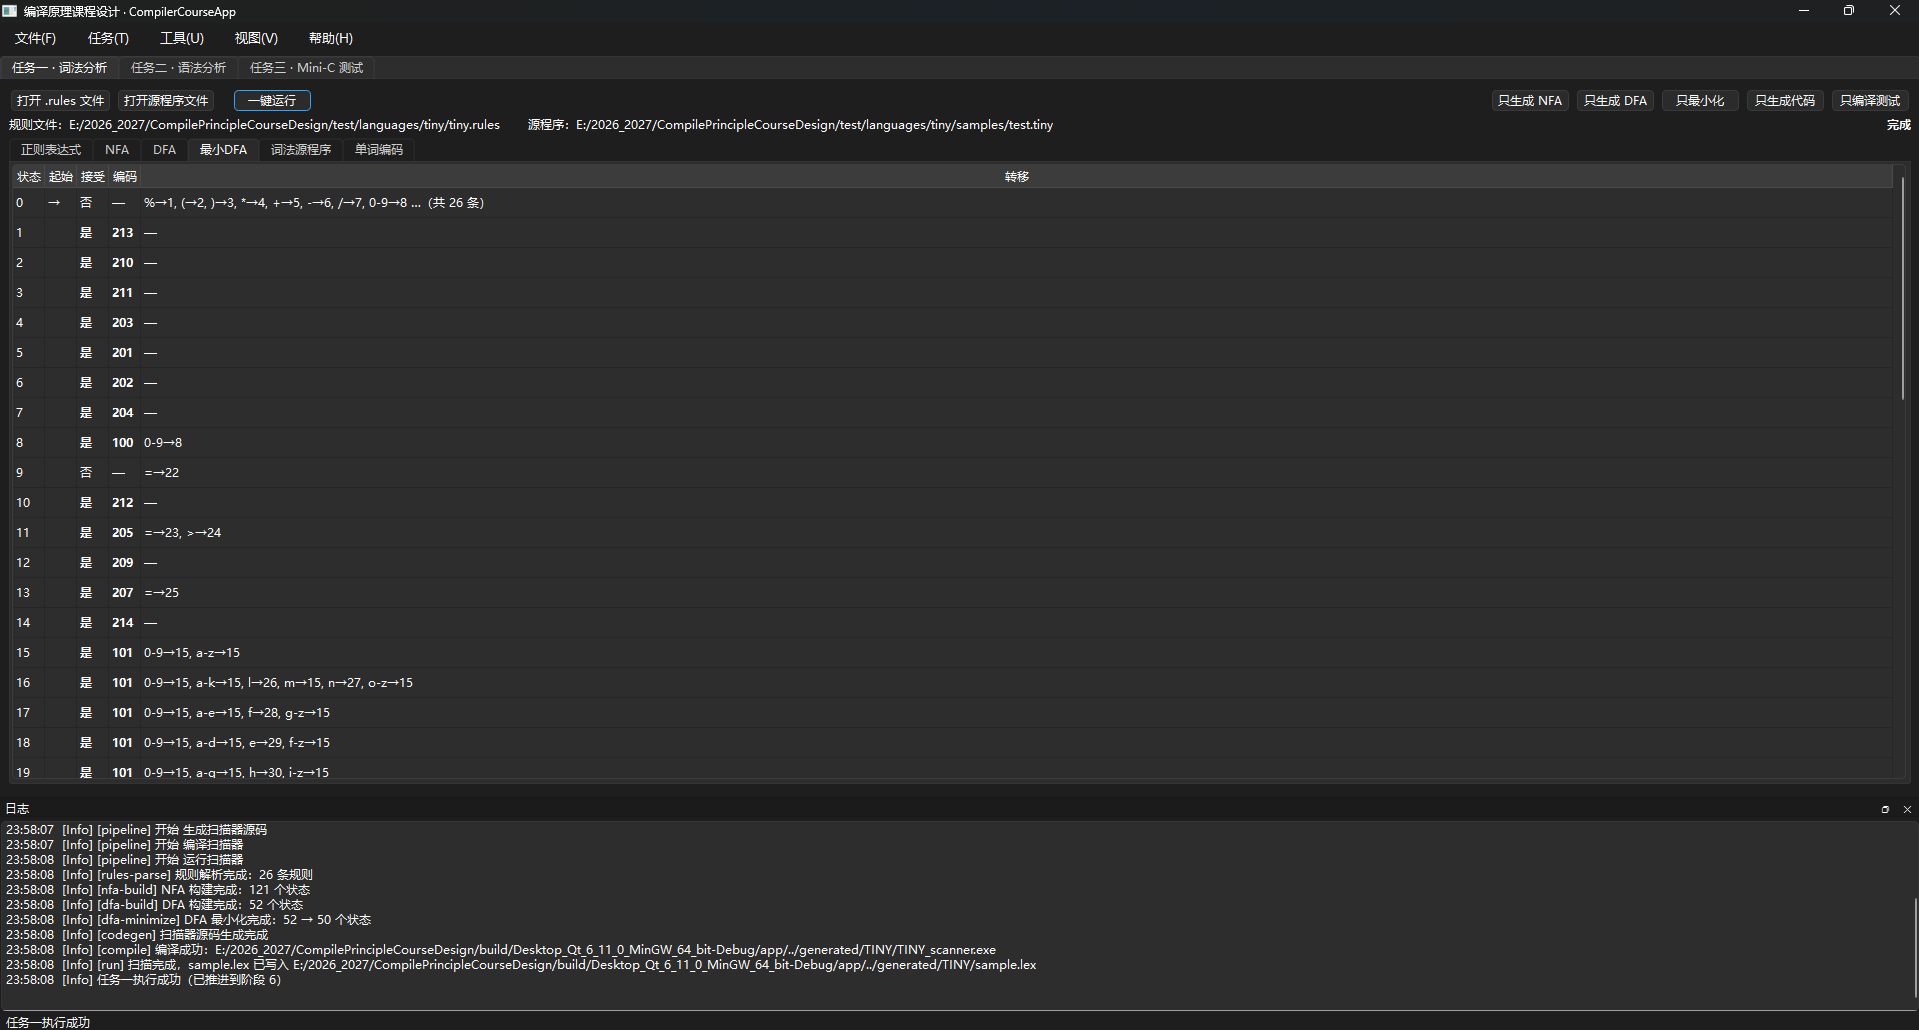 编译原理课程设计 · CompilerCourseApp
文件(F) 任务(T) 工具(U) 视图(V) 帮助(H)
任务一 · 词法分析 任务二 · 语法分析 任务三 · Mini-C 测试
打开 .rules 文件 打开源程序文件 一键运行 只生成 NFA 只生成 DFA 只最小化 只生成代码 只编译测试
规则文件: E:/2026_2027/CompilePrincipleCourseDesign/test/languages/tiny/tiny.rules 源程序: E:/2026_2027/CompilePrincipleCourseDesign/test/languages/tiny/samples/test.tiny 完成
正则表达式 NFA DFA 最小DFA 词法源程序 单词编码
状态 起始 接受 编码 转移
0 → 否 — %→1, (→2, )→3, *→4, +→5, -→6, /→7, 0-9→8 ... (共 26 条)
1 是 213 —
2 是 210 —
3 是 211 —
4 是 203 —
5 是 201 —
6 是 202 —
7 是 204 —
8 是 100 0-9→8
9 否 — =→22
10 是 212 —
11 是 205 =→23, >→24
12 是 209 —
13 是 207 =→25
14 是 214 —
15 是 101 0-9→15, a-z→15
16 是 101 0-9→15, a-k→15, l→26, m→15, n→27, o-z→15
17 是 101 0-9→15, a-e→15, f→28, g-z→15
18 是 101 0-9→15, a-d→15, e→29, f-z→15
19 是 101 0-9→15, a-g→15, h→30, i-z→15
日志
23:58:07 [Info] [pipeline] 开始 生成扫描器源码
23:58:07 [Info] [pipeline] 开始 编译扫描器
23:58:08 [Info] [pipeline] 开始 运行扫描器
23:58:08 [Info] [rules-parse] 规则解析完成: 26 条规则
23:58:08 [Info] [nfa-build] NFA 构建完成: 121 个状态
23:58:08 [Info] [dfa-build] DFA 构建完成: 52 个状态
23:58:08 [Info] [dfa-minimize] DFA 最小化完成: 52 → 50 个状态
23:58:08 [Info] [codegen] 扫描器源码生成完成
23:58:08 [Info] [compile] 编译成功: E:/2026_2027/CompilePrincipleCourseDesign/build/Desktop_Qt_6_11_0_MinGW_64_bit-Debug/app/../generated/TINY/TINY_scanner.exe
23:58:08 [Info] [run] 扫描完成, sample.lex 已写入 E:/2026_2027/CompilePrincipleCourseDesign/build/Desktop_Qt_6_11_0_MinGW_64_bit-Debug/app/../generated/TINY/sample.lex
23:58:08 [Info] 任务一执行成功 (已推进到阶段 6)
任务一执行成功